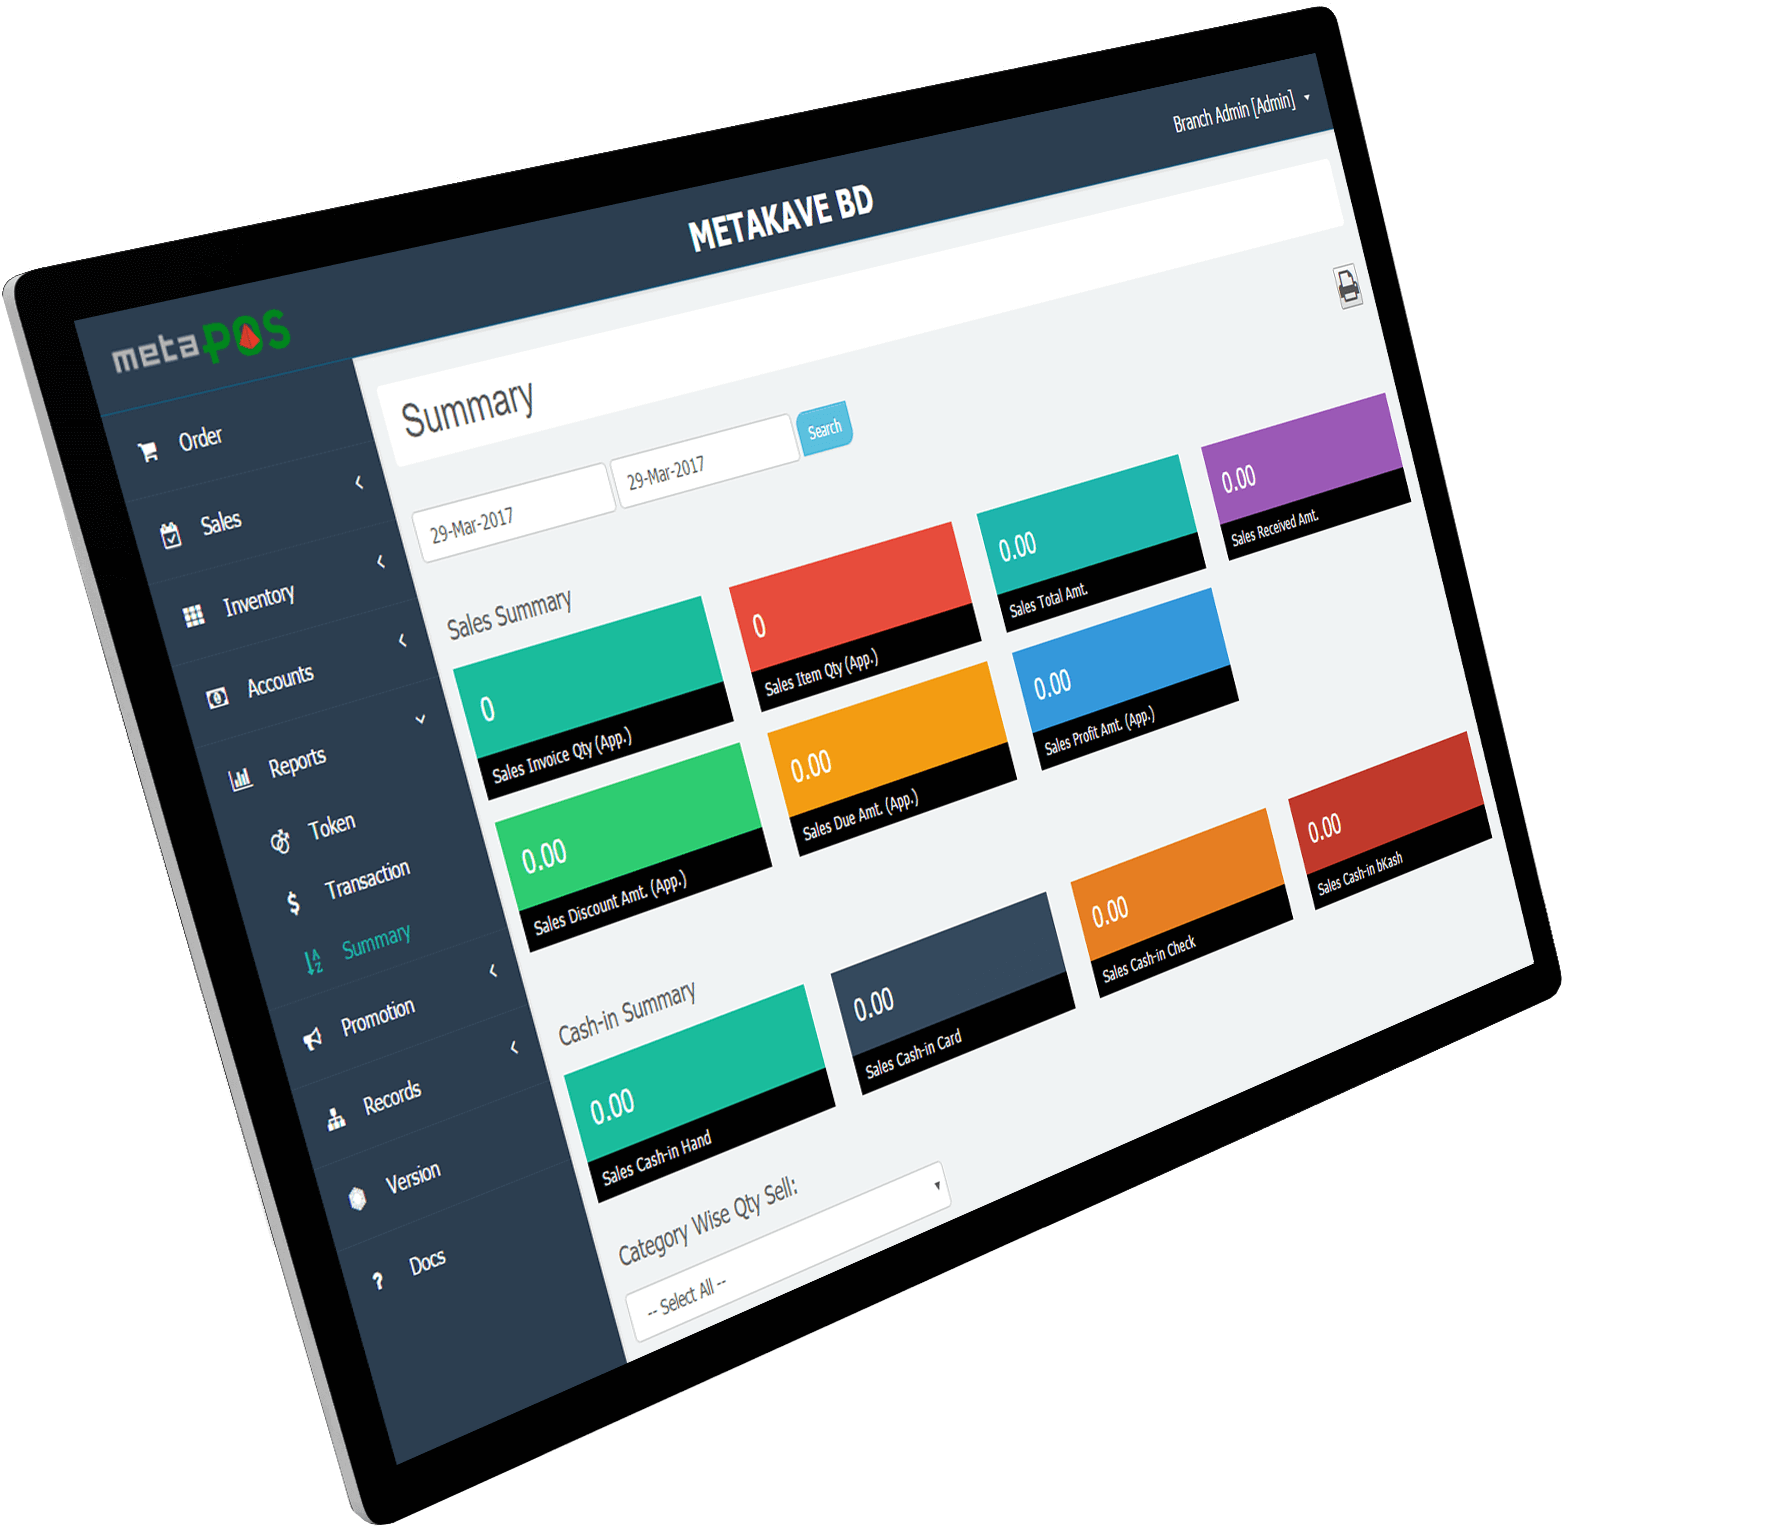 Branch Admin [Admin]
METAKAVE BD
meta POS
Order
Sales
Inventory
Accounts
Reports
Token
Transaction
Summary
Promotion
Records
Version
Docs
Summary
29-Mar-2017
29-Mar-2017
Search
Sales Summary
0
Sales Invoice Qty (App.)
0
Sales Item Qty (App.)
0.00
Sales Total Amt.
0.00
Sales Received Amt.
0.00
Sales Discount Amt. (App.)
0.00
Sales Due Amt. (App.)
0.00
Sales Profit Amt. (App.)
Cash-in Summary
0.00
Sales Cash-in Hand
0.00
Sales Cash-in Card
0.00
Sales Cash-in Check
0.00
Sales Cash-in bKash
Category Wise Qty Sell:
-- Select All --